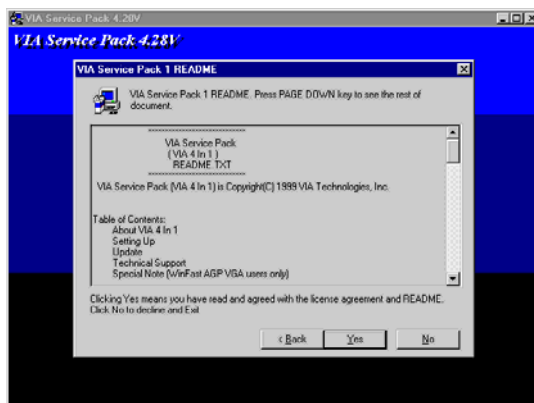 VIA Service Pack 4.28V
VIA Service Pack 4.28V
VIA Service Pack 1 README
VIA Service Pack 1 README. Press PAGE DOWN key to see the rest of
document.
==========================
VIA Service Pack
( VIA 4 In 1 )
README.TXT
==========================
VIA Service Pack (VIA 4 in 1) is Copyright(C) 1999 VIA Technologies, Inc.
Table of Contents:
About VIA 4 In 1
Setting Up
Update
Technical Support
Special Note (WinFast AGP VGA users only)
Clicking Yes means you have read and agreed with the license agreement and README.
Click No to decline and Exit
< Back
Yes
No